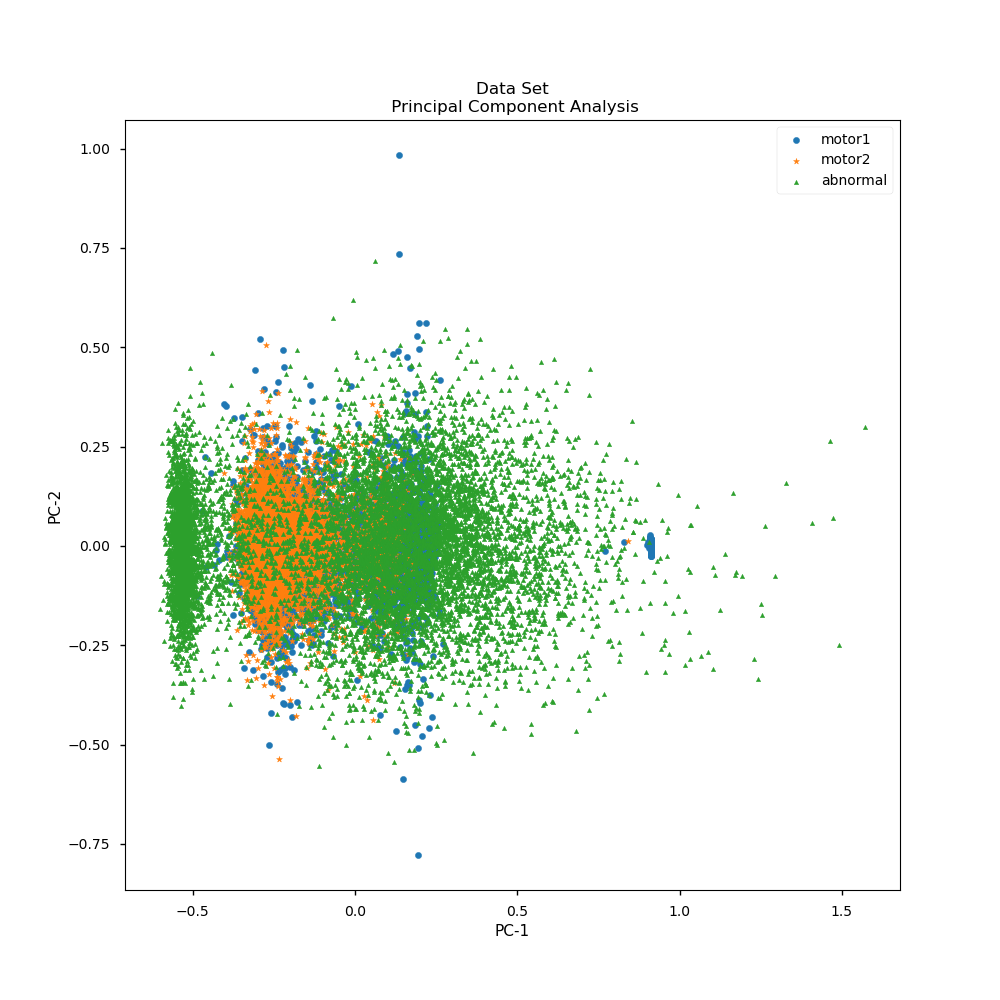 Data Set
Principal Component Analysis
motor1
motor2
abnormal
1.00
0.75
0.50
0.25
0.00
−0.25
−0.50
−0.75
PC-2
−0.5
0.0
0.5
1.0
1.5
PC-1